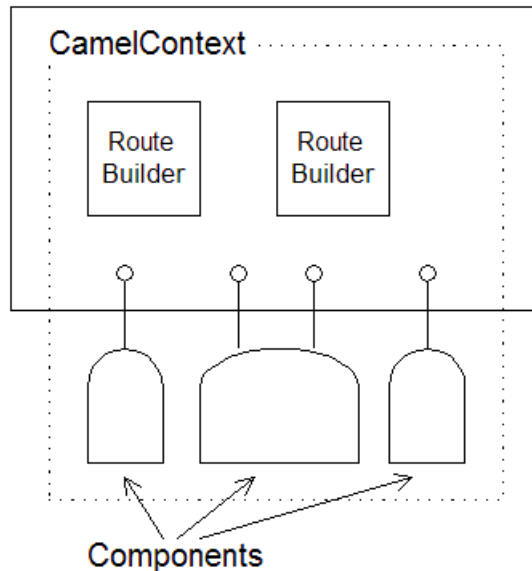 CamelContext
Route
Builder
Route
Builder
Components